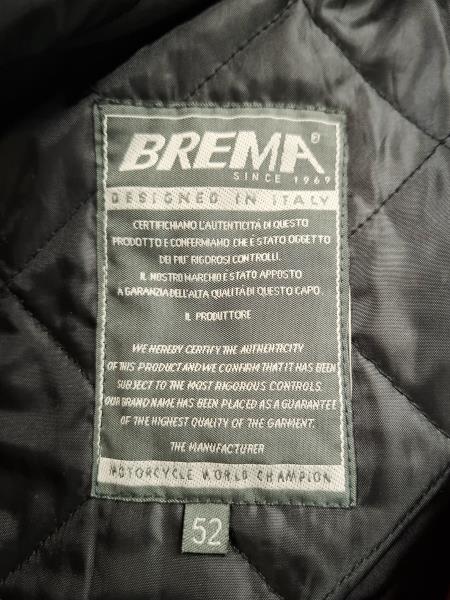 BREMA®
SINCE 1969
DESIGNED IN ITALY
CERTIFICHIAMO L'AUTENTICITÁ DI QUESTO
PRODOTTO E CONFERMIAMO CHE É STATO OGGETTO
DEI PIU' RIGOROSI CONTROLLI.
IL NOSTRO MARCHIO É STATO APPOSTO
A GARANZIA DELL'ALTA QUALITÁ DI QUESTO CAPO.
IL PRODUTTORE
WE HEREBY CERTIFY THE AUTHENTICITY
OF THIS PRODUCT AND WE CONFIRM THAT IT HAS BEEN
SUBJECT TO THE MOST RIGOROUS CONTROLS.
OUR BRAND NAME HAS BEEN PLACED AS A GUARANTEE
OF THE HIGHEST QUALITY OF THE GARMENT.
THE MANUFACTURER
MOTORCYCLE WORLD CHAMPION
52